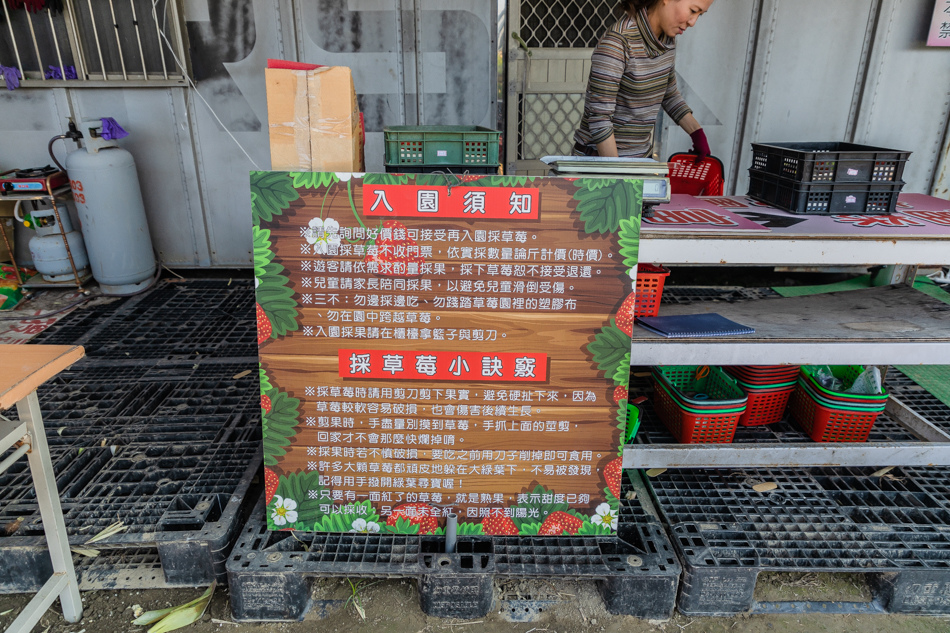 入園須知
詢問好價錢可接受再入園採草莓。
園採草莓不收門票，依實採數量論斤計價(時價)。
※遊客請依需求酌量採果，採下草莓恕不接受退還。
※兒童請家長陪同採果，以避免兒童滑倒受傷。
※三不：勿邊採邊吃、勿踐踏草莓園裡的塑膠布
、勿在園中跨越草莓。
※入園採果請在櫃檯拿籃子與剪刀。
採草莓小訣竅
※採草莓時請用剪刀剪下果實，避免硬扯下來，因為
草莓較軟容易破損，也會傷害後續生長。
※剪果時，手盡量別摸到草莓，手抓上面的莖剪，
回家才不會那麼快爛掉唷。
※採果時若不慎破損，要吃之前用刀子削掉即可食用。
※許多大顆草莓都頑皮地躲在大綠葉下，不易被發現，
記得用手撥開綠葉尋寶喔！
※只要有一面紅了的草莓，就是熟果，表示甜度已夠
可以採收，另一面未全紅，因照不到陽光。
禁